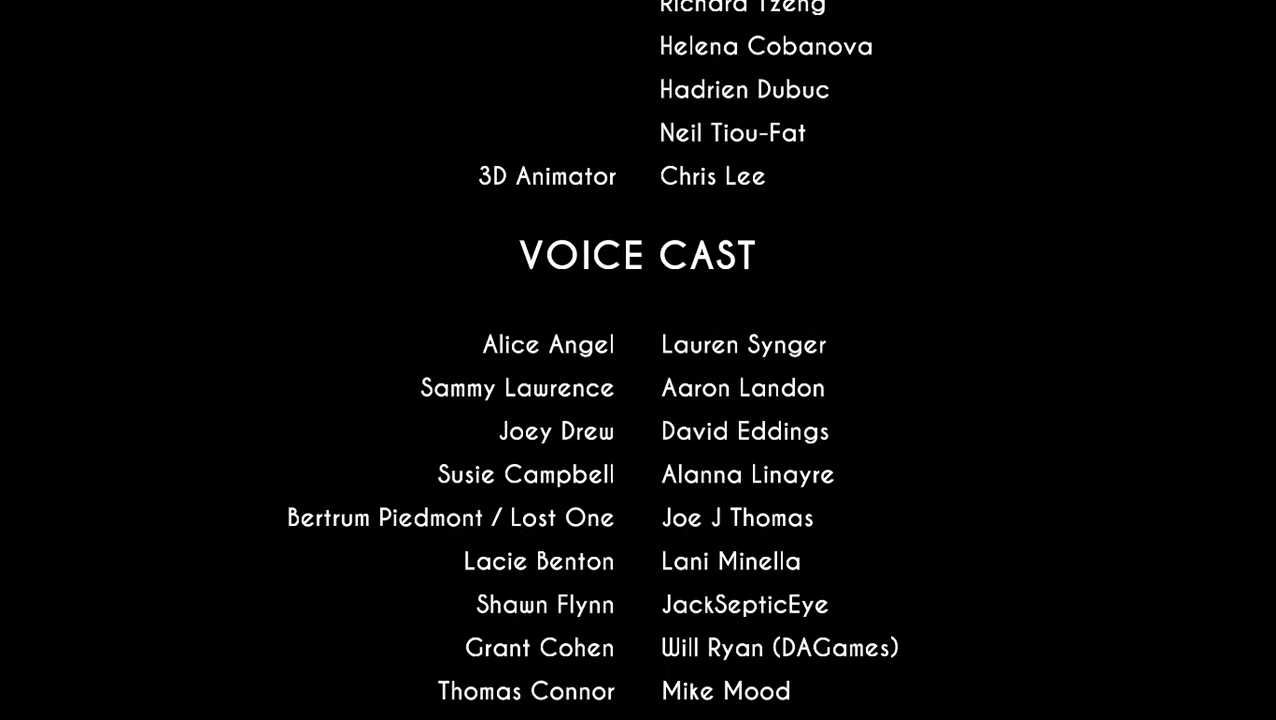 Richard Tzeng
Helena Cobanova
Hadrien Dubuc
Neil Tiou-Fat
3D Animator Chris Lee
VOICE CAST
Alice Angel Lauren Synger
Sammy Lawrence Aaron Landon
Joey Drew David Eddings
Susie Campbell Alanna Linayre
Bertrum Piedmont / Lost One Joe J Thomas
Lacie Benton Lani Minella
Shawn Flynn JackSepticEye
Grant Cohen Will Ryan (DAGames)
Thomas Connor Mike Mood